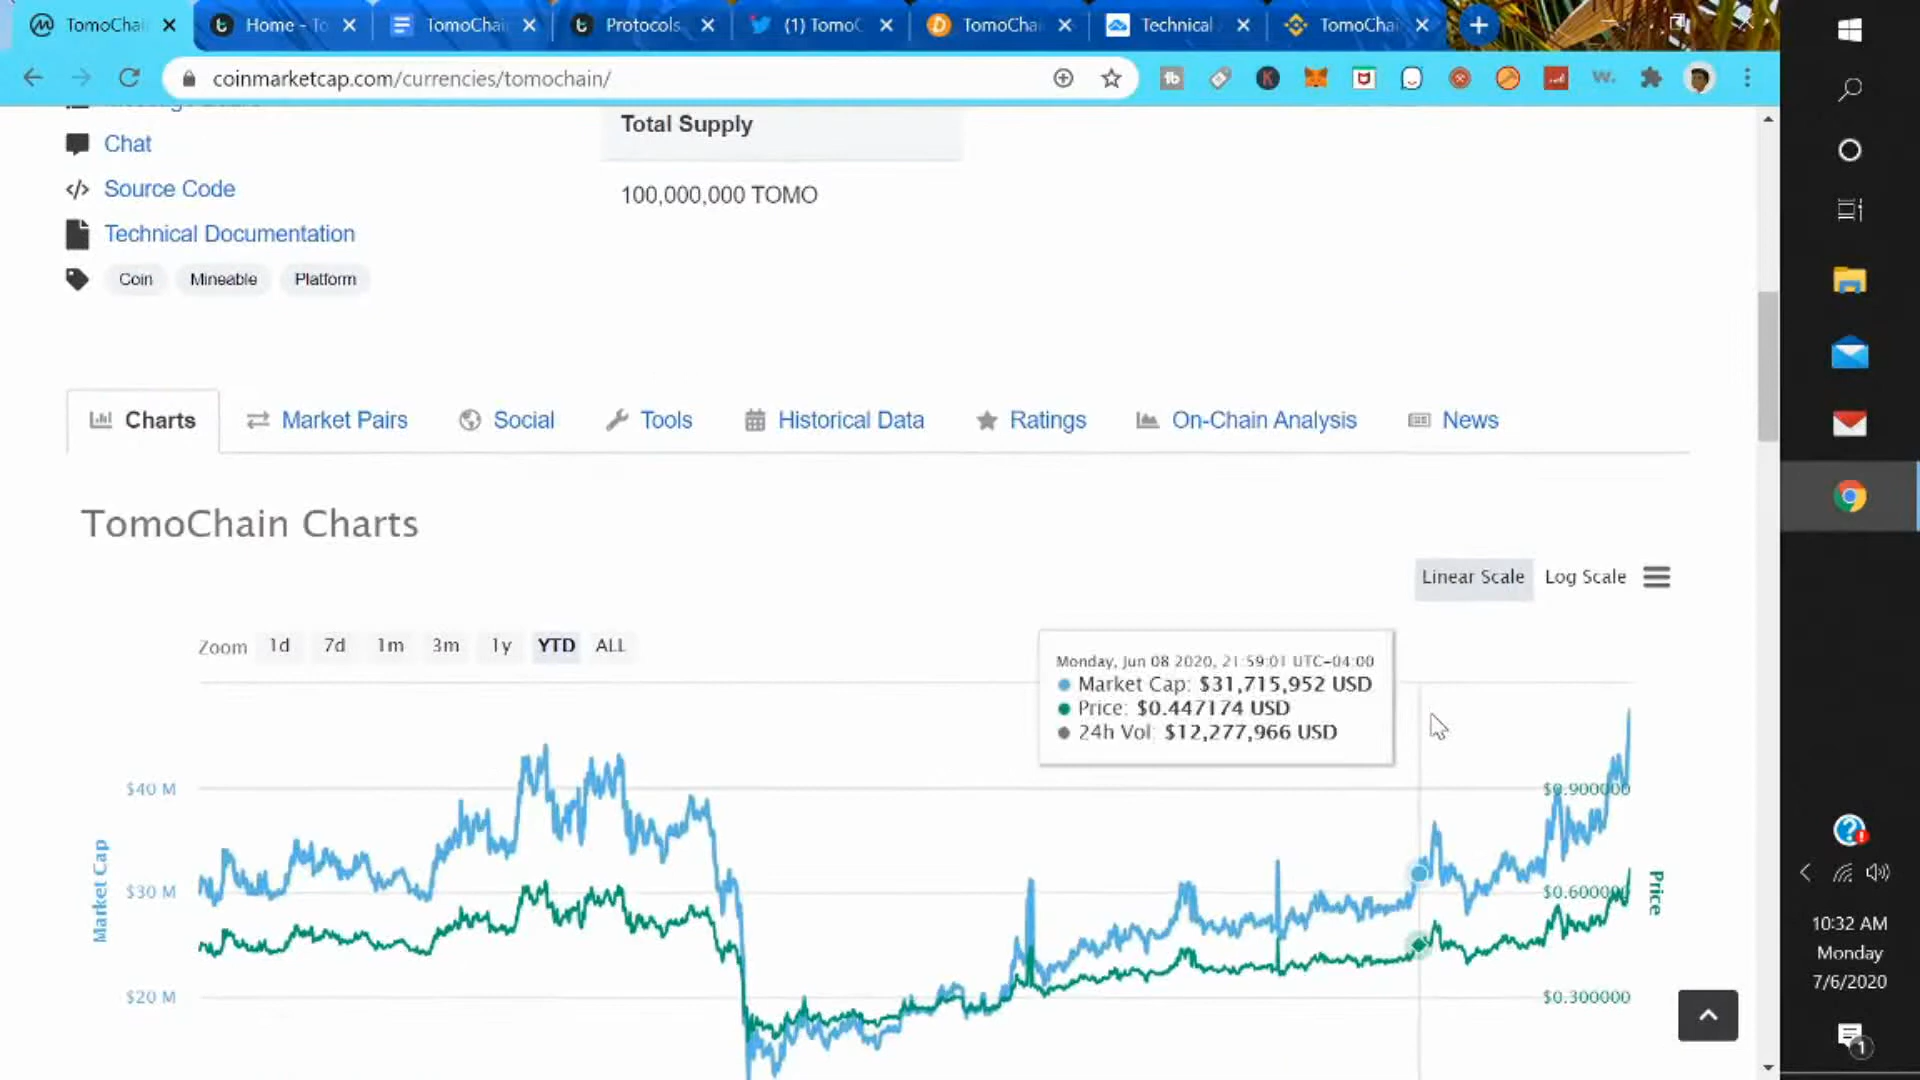 TomoChai
Home - To
TomoChai
Protocols
(1) TomoC
TomoCha
Technical
TomoChai
coinmarketcap.com/currencies/tomochain/
Total Supply
Chat
100,000,000 TOMO
Source Code
Technical Documentation
Coin
Mineable
Platform
Charts
Market Pairs
Social
Tools
Historical Data
Ratings
On-Chain Analysis
News
TomoChain Charts
Linear Scale
Log Scale
Zoom 1d 7d 1m 3m 1y YTD ALL
Monday, Jun 08 2020, 21:59:01 UTC-04:00
Market Cap: $31,715,952 USD
Price: $0.447174 USD
24h Vol: $12,277,966 USD
$40 M
$0.900000
Market Cap
$30 M
$0.600000
Price
$20 M
$0.300000
10:32 AM
Monday
7/6/2020
1